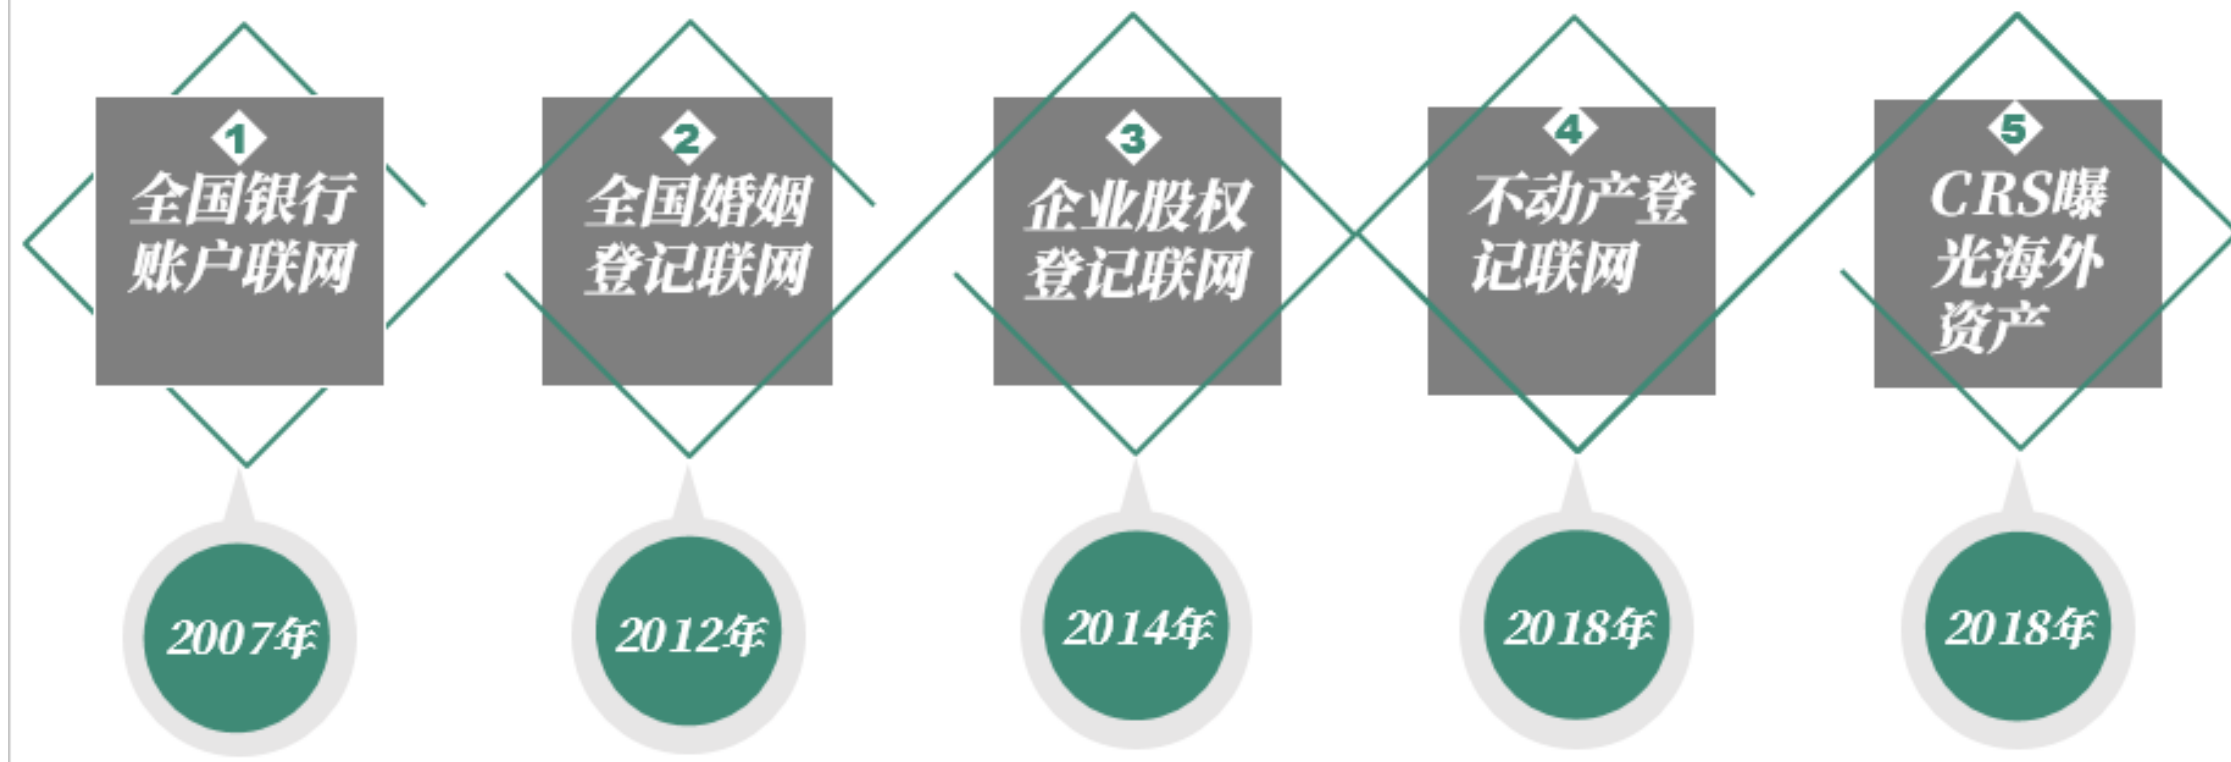 1
全国银行
账户联网
2007年
2
全国婚姻
登记联网
2012年
3
企业股权
登记联网
2014年
4
不动产登
记联网
2018年
5
CRS曝
光海外
资产
2018年